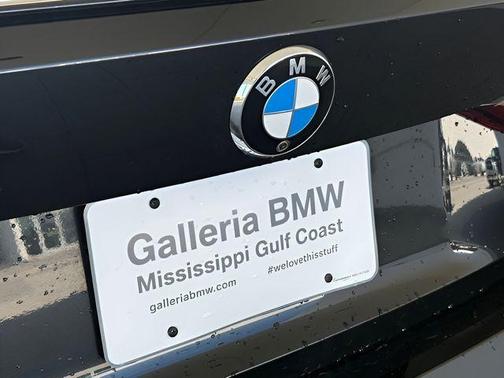 BMW
Galleria BMW
Mississippi Gulf Coast
galleriabmw.com #welovethisstuff